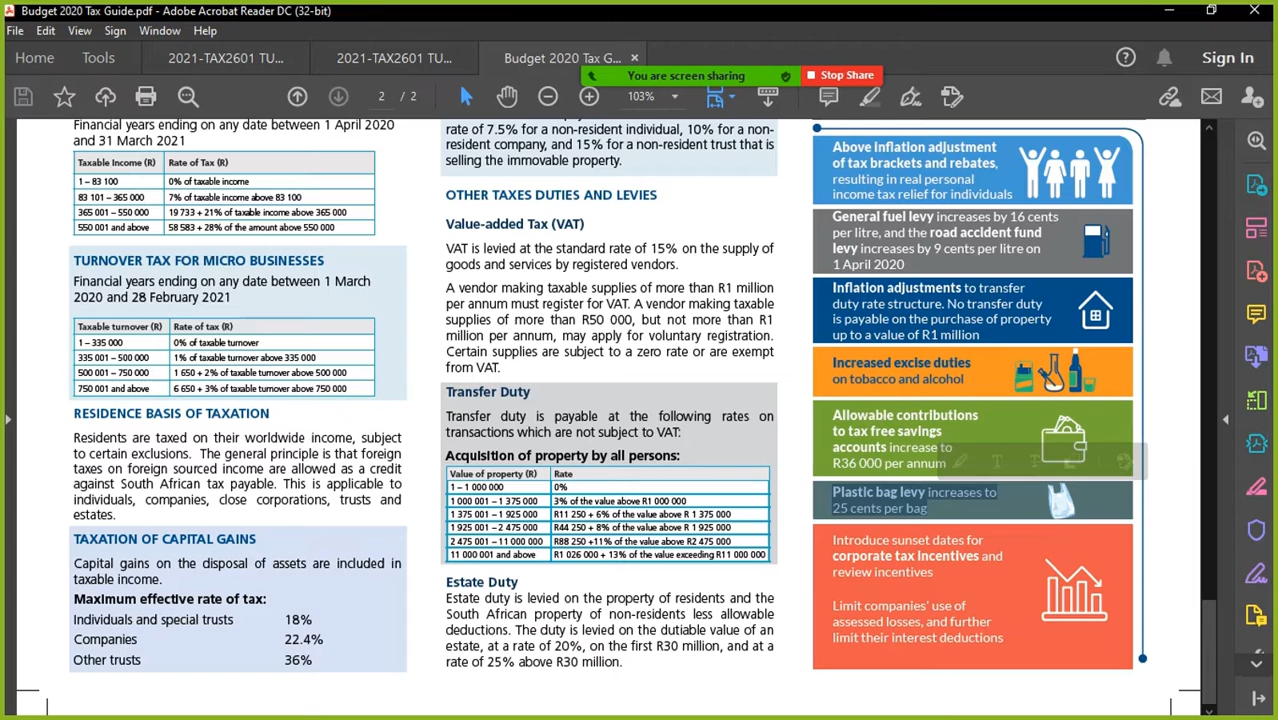 Budget 2020 Tax Guide.pdf - Adobe Acrobat Reader DC (32-bit)
File Edit View Sign Window Help
Home Tools 2021-TAX2601 TU... 2021-TAX2601 TU... Budget 2020 Tax G... × Sign In
You are screen sharing Stop Share
2 / 2 103%
Financial years ending on any date between 1 April 2020
and 31 March 2021
Taxable Income (R) Rate of Tax (R)
1 – 83 100 0% of taxable income
83 101 – 365 000 7% of taxable income above 83 100
365 001 – 550 000 19 733 + 21% of taxable income above 365 000
550 001 and above 58 583 + 28% of the amount above 550 000
TURNOVER TAX FOR MICRO BUSINESSES
Financial years ending on any date between 1 March
2020 and 28 February 2021
Taxable turnover (R) Rate of tax (R)
1 – 335 000 0% of taxable turnover
335 001 – 500 000 1% of taxable turnover above 335 000
500 001 – 750 000 1 650 + 2% of taxable turnover above 500 000
750 001 and above 6 650 + 3% of taxable turnover above 750 000
RESIDENCE BASIS OF TAXATION
Residents are taxed on their worldwide income, subject
to certain exclusions. The general principle is that foreign
taxes on foreign sourced income are allowed as a credit
against South African tax payable. This is applicable to
individuals, companies, close corporations, trusts and
estates.
TAXATION OF CAPITAL GAINS
Capital gains on the disposal of assets are included in
taxable income.
Maximum effective rate of tax:
Individuals and special trusts 18%
Companies 22.4%
Other trusts 36%
rate of 7.5% for a non-resident individual, 10% for a non-
resident company, and 15% for a non-resident trust that is
selling the immovable property.
OTHER TAXES DUTIES AND LEVIES
Value-added Tax (VAT)
VAT is levied at the standard rate of 15% on the supply of
goods and services by registered vendors.
A vendor making taxable supplies of more than R1 million
per annum must register for VAT. A vendor making taxable
supplies of more than R50 000, but not more than R1
million per annum, may apply for voluntary registration.
Certain supplies are subject to a zero rate or are exempt
from VAT.
Transfer Duty
Transfer duty is payable at the following rates on
transactions which are not subject to VAT:
Acquisition of property by all persons:
Value of property (R) Rate
1 – 1 000 000 0%
1 000 001 – 1 375 000 3% of the value above R1 000 000
1 375 001 – 1 925 000 R11 250 + 6% of the value above R 1 375 000
1 925 001 – 2 475 000 R44 250 + 8% of the value above R 1 925 000
2 475 001 – 11 000 000 R88 250 +11% of the value above R2 475 000
11 000 001 and above R1 026 000 + 13% of the value exceeding R11 000 000
Estate Duty
Estate duty is levied on the property of residents and the
South African property of non-residents less allowable
deductions. The duty is levied on the dutiable value of an
estate, at a rate of 20%, on the first R30 million, and at a
rate of 25% above R30 million.
Above inflation adjustment
of tax brackets and rebates,
resulting in real personal
income tax relief for individuals
General fuel levy increases by 16 cents
per litre, and the road accident fund
levy increases by 9 cents per litre on
1 April 2020
Inflation adjustments to transfer
duty rate structure. No transfer duty
is payable on the purchase of property
up to a value of R1 million
Increased excise duties
on tobacco and alcohol
Allowable contributions
to tax free savings
accounts increase to
R36 000 per annum
Plastic bag levy increases to
25 cents per bag
Introduce sunset dates for
corporate tax incentives and
review incentives
Limit companies' use of
assessed losses, and further
limit their interest deductions